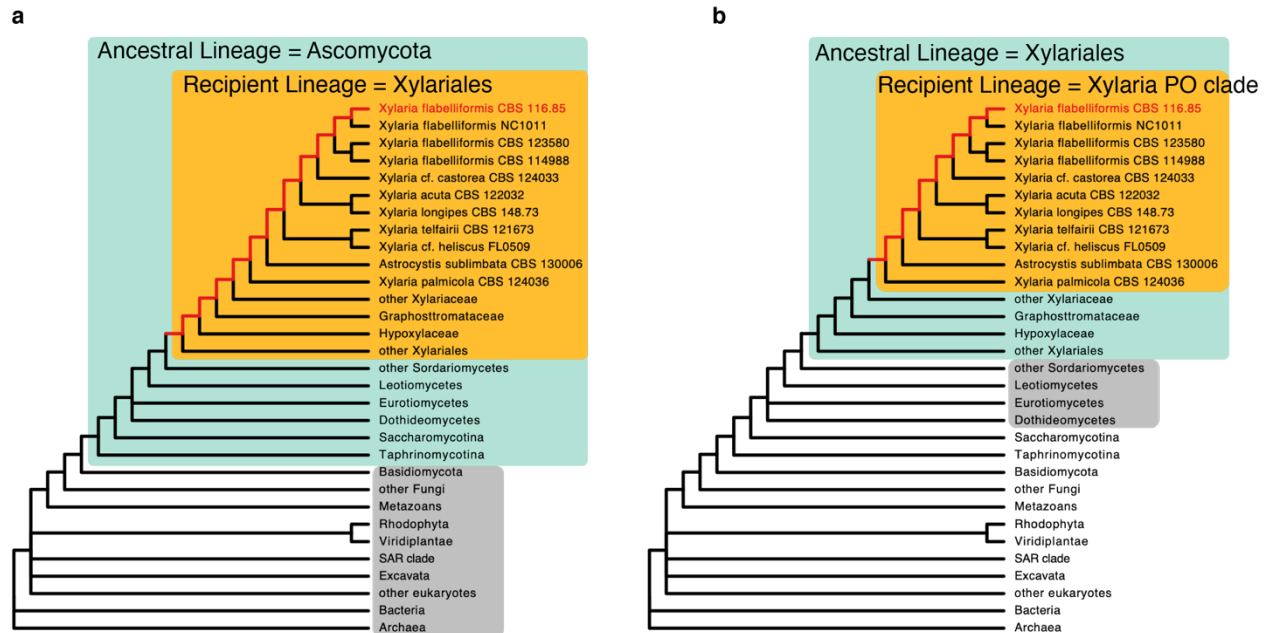 a
Ancestral Lineage = Ascomycota
Recipient Lineage = Xylariales
Xylaria flabelliformis CBS 116.85
Xylaria flabelliformis NC1011
Xylaria flabelliformis CBS 123580
Xylaria flabelliformis CBS 114988
Xylaria cf. castorea CBS 124033
Xylaria acuta CBS 122032
Xylaria longipes CBS 148.73
Xylaria telfairii CBS 121673
Xylaria cf. heliscus FL0509
Astrocystis sublimbata CBS 130006
Xylaria palmicola CBS 124036
other Xylariaceae
Graphosttromataceae
Hypoxylaceae
other Xylariales
other Sordariomycetes
Leotiomycetes
Eurotiomycetes
Dothideomycetes
Saccharomycotina
Taphrinomycotina
Basidiomycota
other Fungi
Metazoans
Rhodophyta
Viridiplantae
SAR clade
Excavata
other eukaryotes
Bacteria
Archaea
b
Ancestral Lineage = Xylariales
Recipient Lineage = Xylaria PO clade
Xylaria flabelliformis CBS 116.85
Xylaria flabelliformis NC1011
Xylaria flabelliformis CBS 123580
Xylaria flabelliformis CBS 114988
Xylaria cf. castorea CBS 124033
Xylaria acuta CBS 122032
Xylaria longipes CBS 148.73
Xylaria telfairii CBS 121673
Xylaria cf. heliscus FL0509
Astrocystis sublimbata CBS 130006
Xylaria palmicola CBS 124036
other Xylariaceae
Graphosttromataceae
Hypoxylaceae
other Xylariales
other Sordariomycetes
Leotiomycetes
Eurotiomycetes
Dothideomycetes
Saccharomycotina
Taphrinomycotina
Basidiomycota
other Fungi
Metazoans
Rhodophyta
Viridiplantae
SAR clade
Excavata
other eukaryotes
Bacteria
Archaea